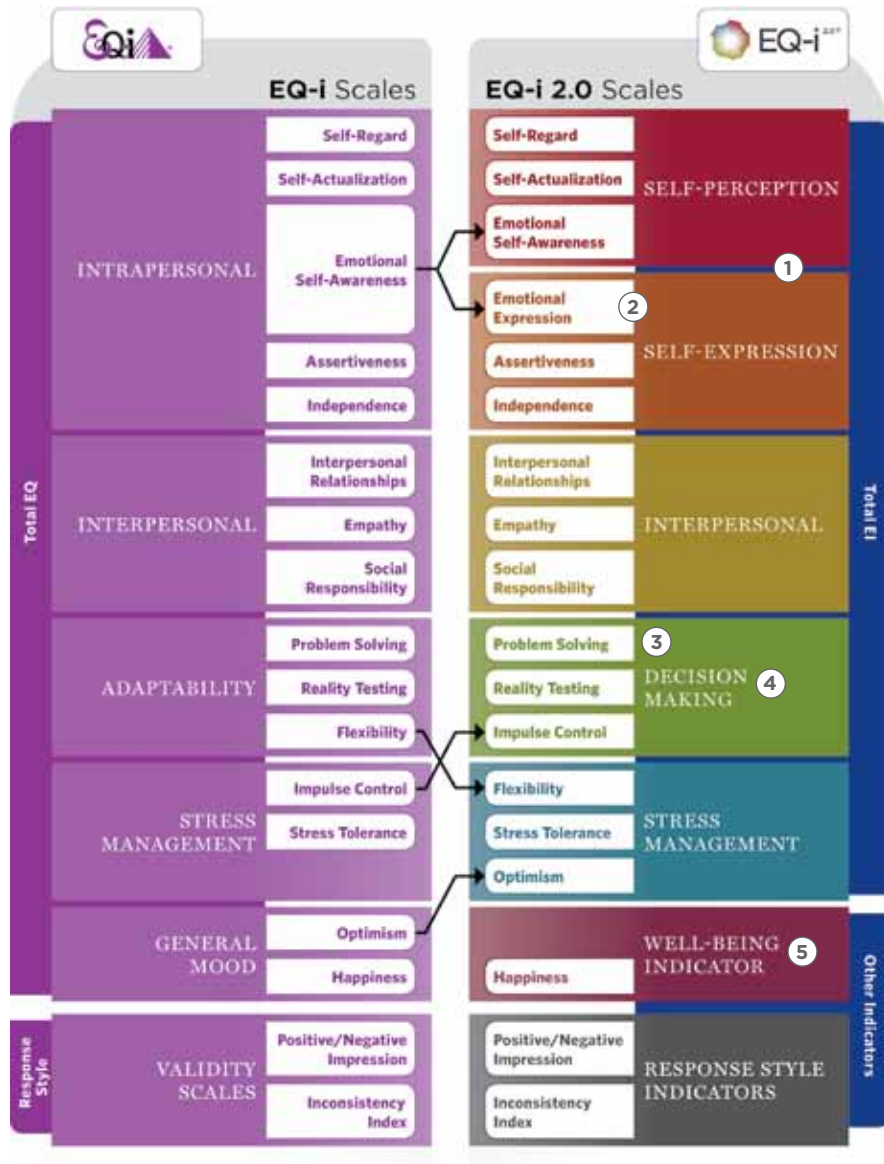 EQi
EQ-i 2.0
EQ-i Scales
EQ-i 2.0 Scales
Total EQ
Response
Style
INTRAPERSONAL
Self-Regard
Self-Actualization
Emotional
Self-Awareness
Assertiveness
Independence
INTERPERSONAL
Interpersonal
Relationships
Empathy
Social
Responsibility
ADAPTABILITY
Problem Solving
Reality Testing
Flexibility
STRESS
MANAGEMENT
Impulse Control
Stress Tolerance
GENERAL
MOOD
Optimism
Happiness
VALIDITY
SCALES
Positive/Negative
Impression
Inconsistency
Index
Self-Regard
Self-Actualization
Emotional
Self-Awareness
SELF-PERCEPTION
1
Emotional
Expression
2
Assertiveness
Independence
SELF-EXPRESSION
Interpersonal
Relationships
Empathy
Social
Responsibility
INTERPERSONAL
Problem Solving
3
Reality Testing
Impulse Control
DECISION
MAKING
4
Flexibility
Stress Tolerance
Optimism
STRESS
MANAGEMENT
Happiness
WELL-BEING
INDICATOR
5
Positive/Negative
Impression
Inconsistency
Index
RESPONSE STYLE
INDICATORS
Total EI
Other Indicators